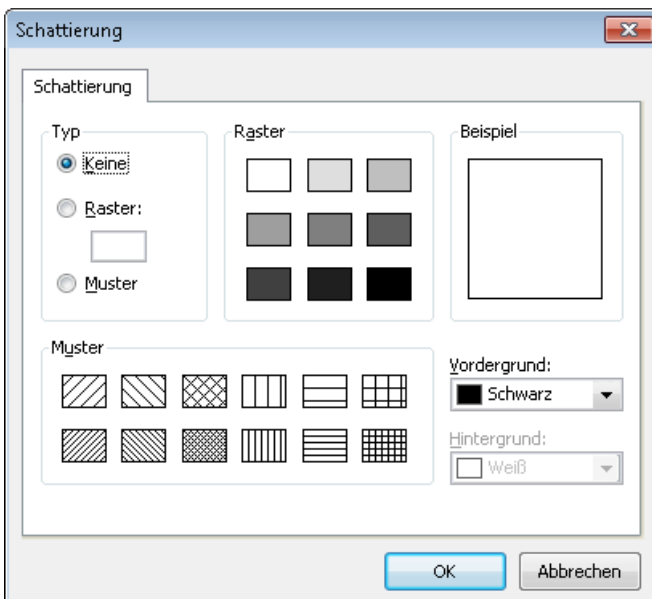 Schattierung
Schattierung
Typ
Keine
Raster:
Muster
Raster
Beispiel
Muster
Vordergrund:
Schwarz
Hintergrund:
Weiß
OK
Abbrechen